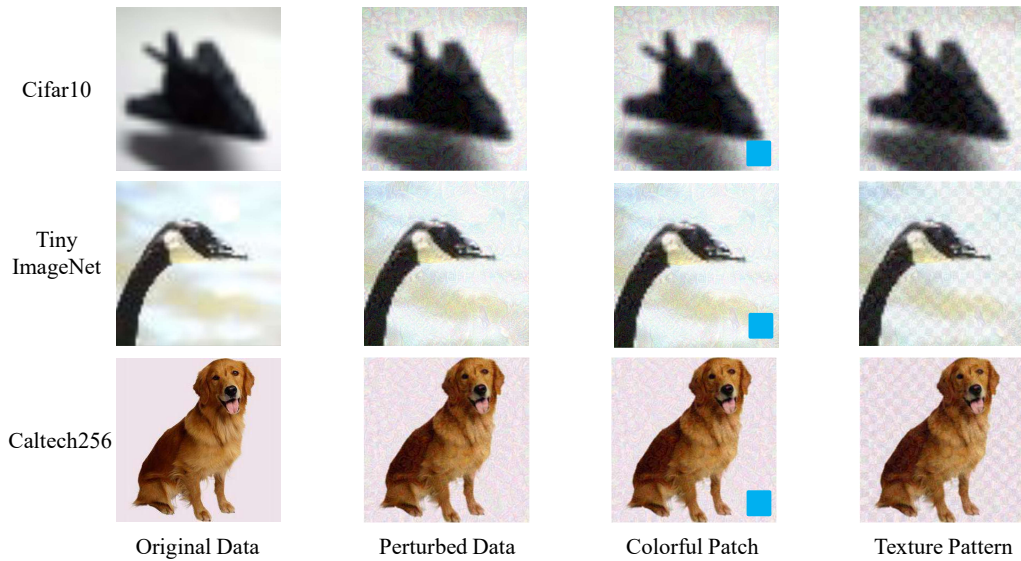 Cifar10
Tiny
ImageNet
Caltech256
Original Data
Perturbed Data
Colorful Patch
Texture Pattern